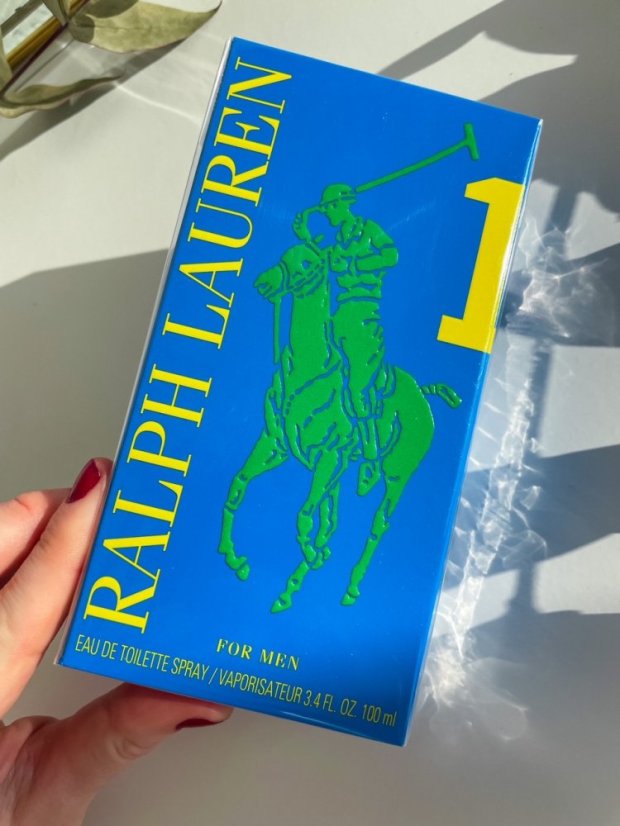 RALPH LAUREN
1
FOR MEN
EAU DE TOILETTE SPRAY / VAPORISATEUR 3.4 FL. OZ. 100 ml